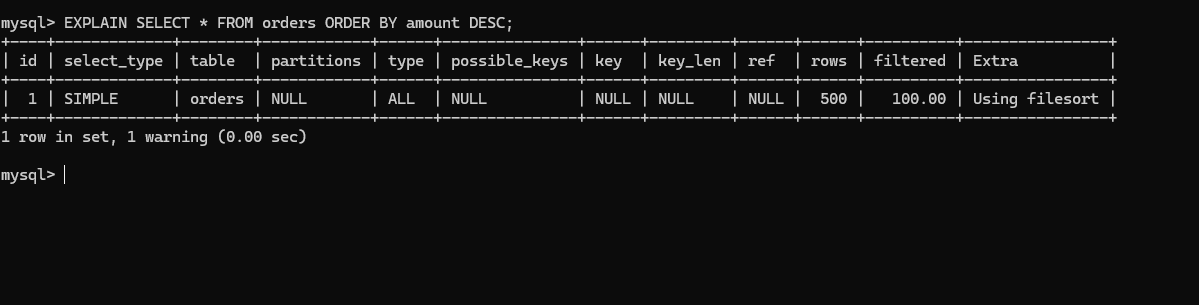 mysql> EXPLAIN SELECT * FROM orders ORDER BY amount DESC;
+----+-------------+--------+------------+------+---------------+------+---------+------+------+----------+----------------+
| id | select_type | table  | partitions | type | possible_keys | key  | key_len | ref  | rows | filtered | Extra          |
+----+-------------+--------+------------+------+---------------+------+---------+------+------+----------+----------------+
|  1 | SIMPLE      | orders | NULL       | ALL  | NULL          | NULL | NULL    | NULL |  500 |   100.00 | Using filesort |
+----+-------------+--------+------------+------+---------------+------+---------+------+------+----------+----------------+
1 row in set, 1 warning (0.00 sec)
mysql>